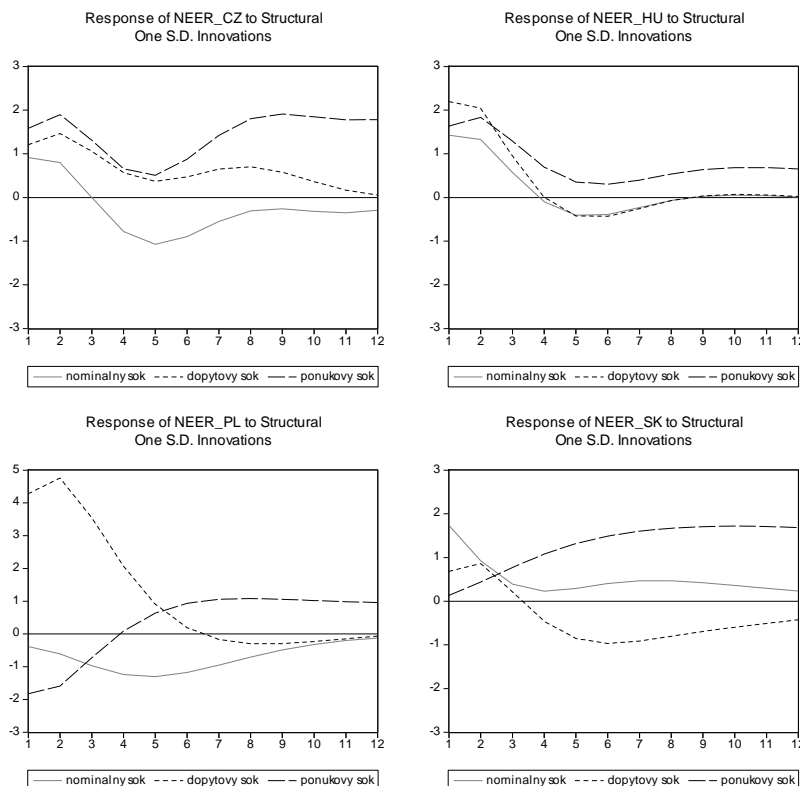 Response of NEER_CZ to Structural
One S.D. Innovations
3
2
1
0
-1
-2
-3
1 2 3 4 5 6 7 8 9 10 11 12
nominalny sok dopytovy sok ponukovy sok
Response of NEER_HU to Structural
One S.D. Innovations
3
2
1
0
-1
-2
-3
1 2 3 4 5 6 7 8 9 10 11 12
nominalny sok dopytovy sok ponukovy sok
Response of NEER_PL to Structural
One S.D. Innovations
5
4
3
2
1
0
-1
-2
-3
1 2 3 4 5 6 7 8 9 10 11 12
nominalny sok dopytovy sok ponukovy sok
Response of NEER_SK to Structural
One S.D. Innovations
3
2
1
0
-1
-2
-3
1 2 3 4 5 6 7 8 9 10 11 12
nominalny sok dopytovy sok ponukovy sok